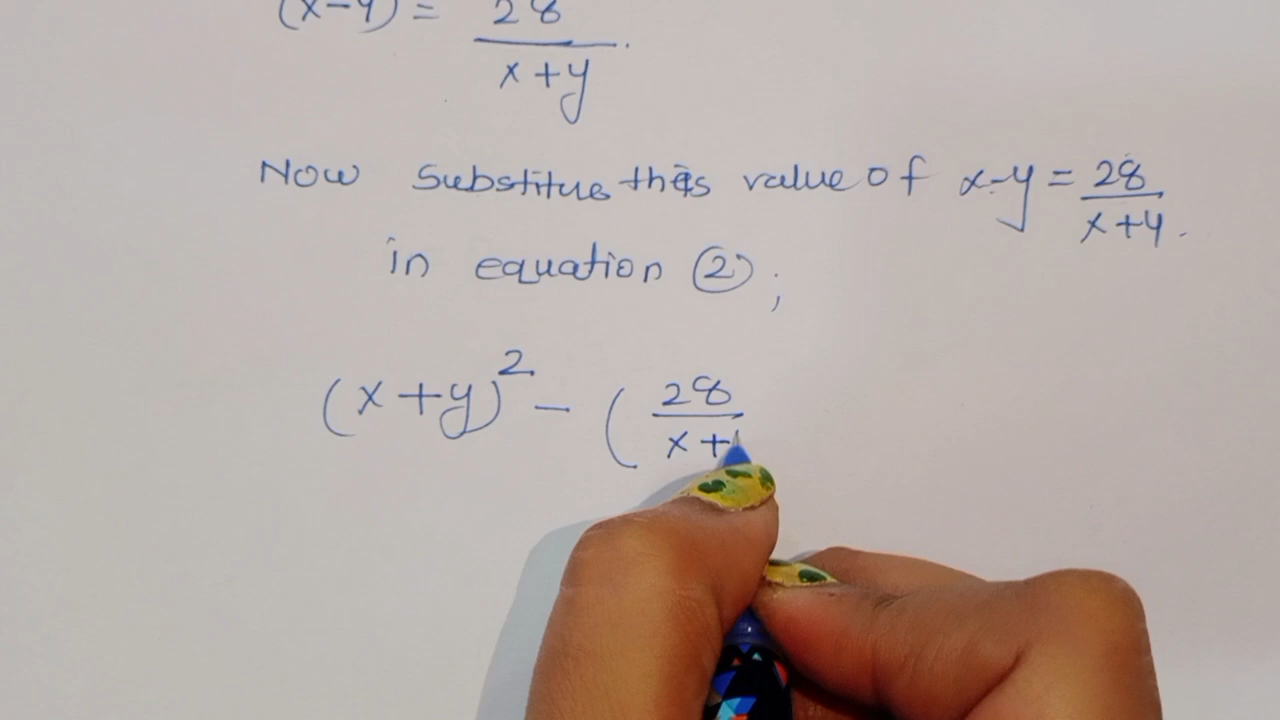 (x-y) = 28
x+y
Now Substitue this value of x-y = 28/x+y.
in equation ②;
(x+y)² - (28/x+